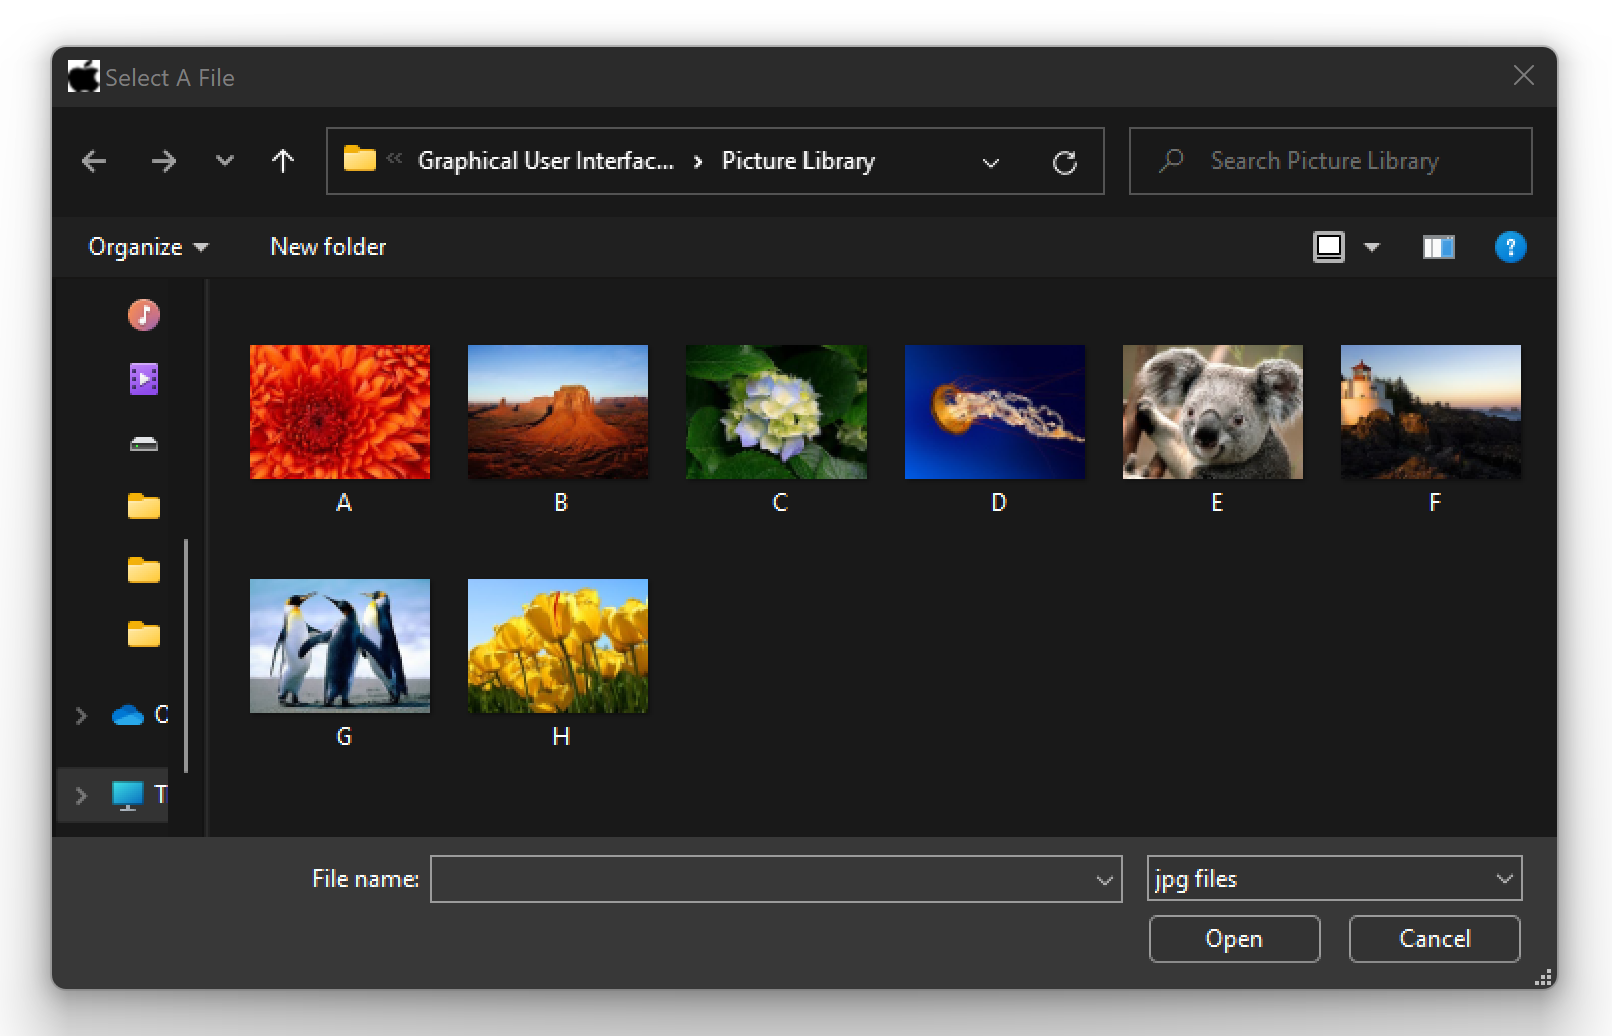 Select A File
Graphical User Interfac... Picture Library
Search Picture Library
Organize
New folder
A
B
C
D
E
F
G
H
File name:
jpg files
Open
Cancel